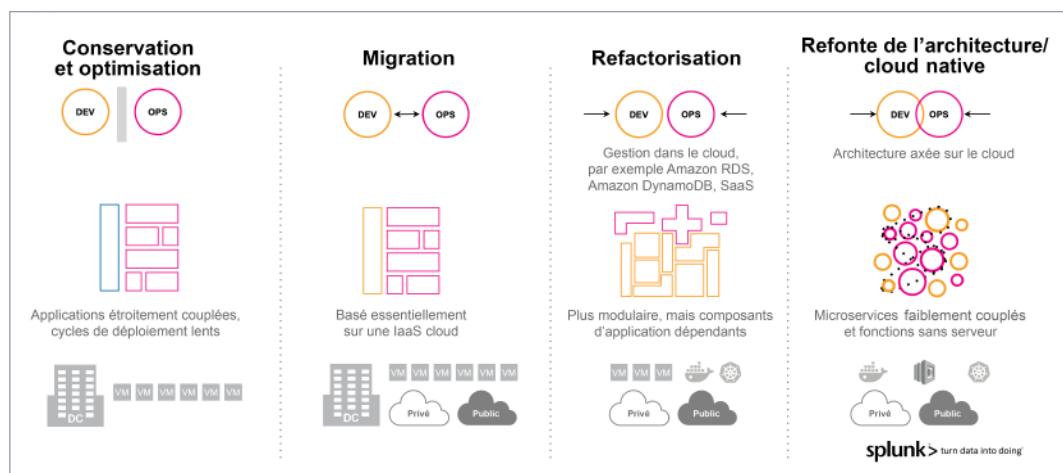 Conservation
et optimisation
DEV
OPS
Applications étroitement couplées,
cycles de déploiement lents
DC
VM VM VM VM VM VM
Migration
DEV
OPS
Basé essentiellement
sur une IaaS cloud
VM VM VM VM VM VM
DC
Privé
Public
Refactorisation
DEV
OPS
Gestion dans le cloud,
par exemple Amazon RDS,
Amazon DynamoDB, SaaS
Plus modulaire, mais composants
d'application dépendants
VM VM VM
Privé
Public
Refonte de l'architecture/
cloud native
DEV
OPS
Architecture axée sur le cloud
Microservices faiblement couplés
et fonctions sans serveur
Privé
Public
splunk> turn data into doing®